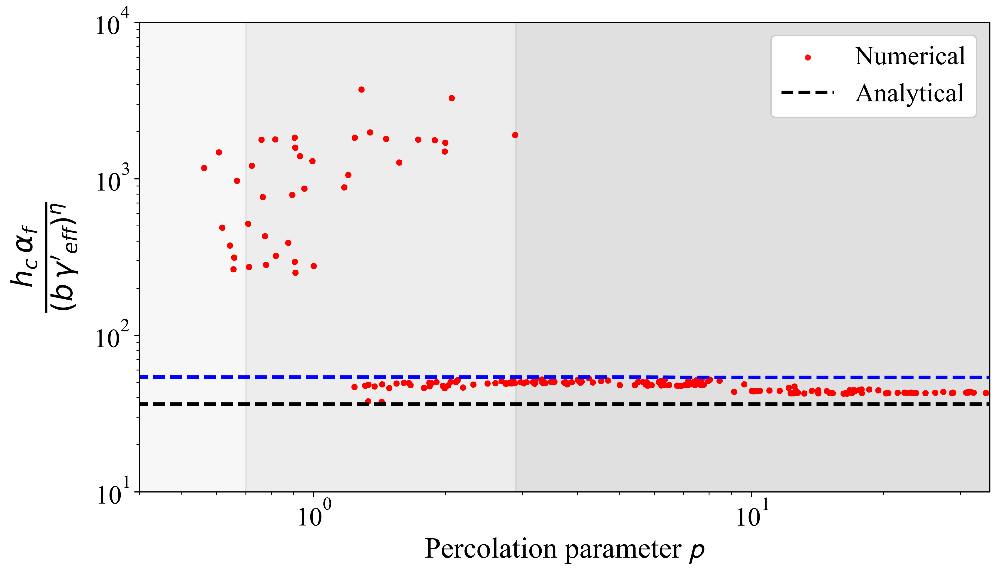 10^4
10^3
10^2
10^1
h_c α_f
(b γ'_eff)^η
Numerical
Analytical
10^0
10^1
Percolation parameter p